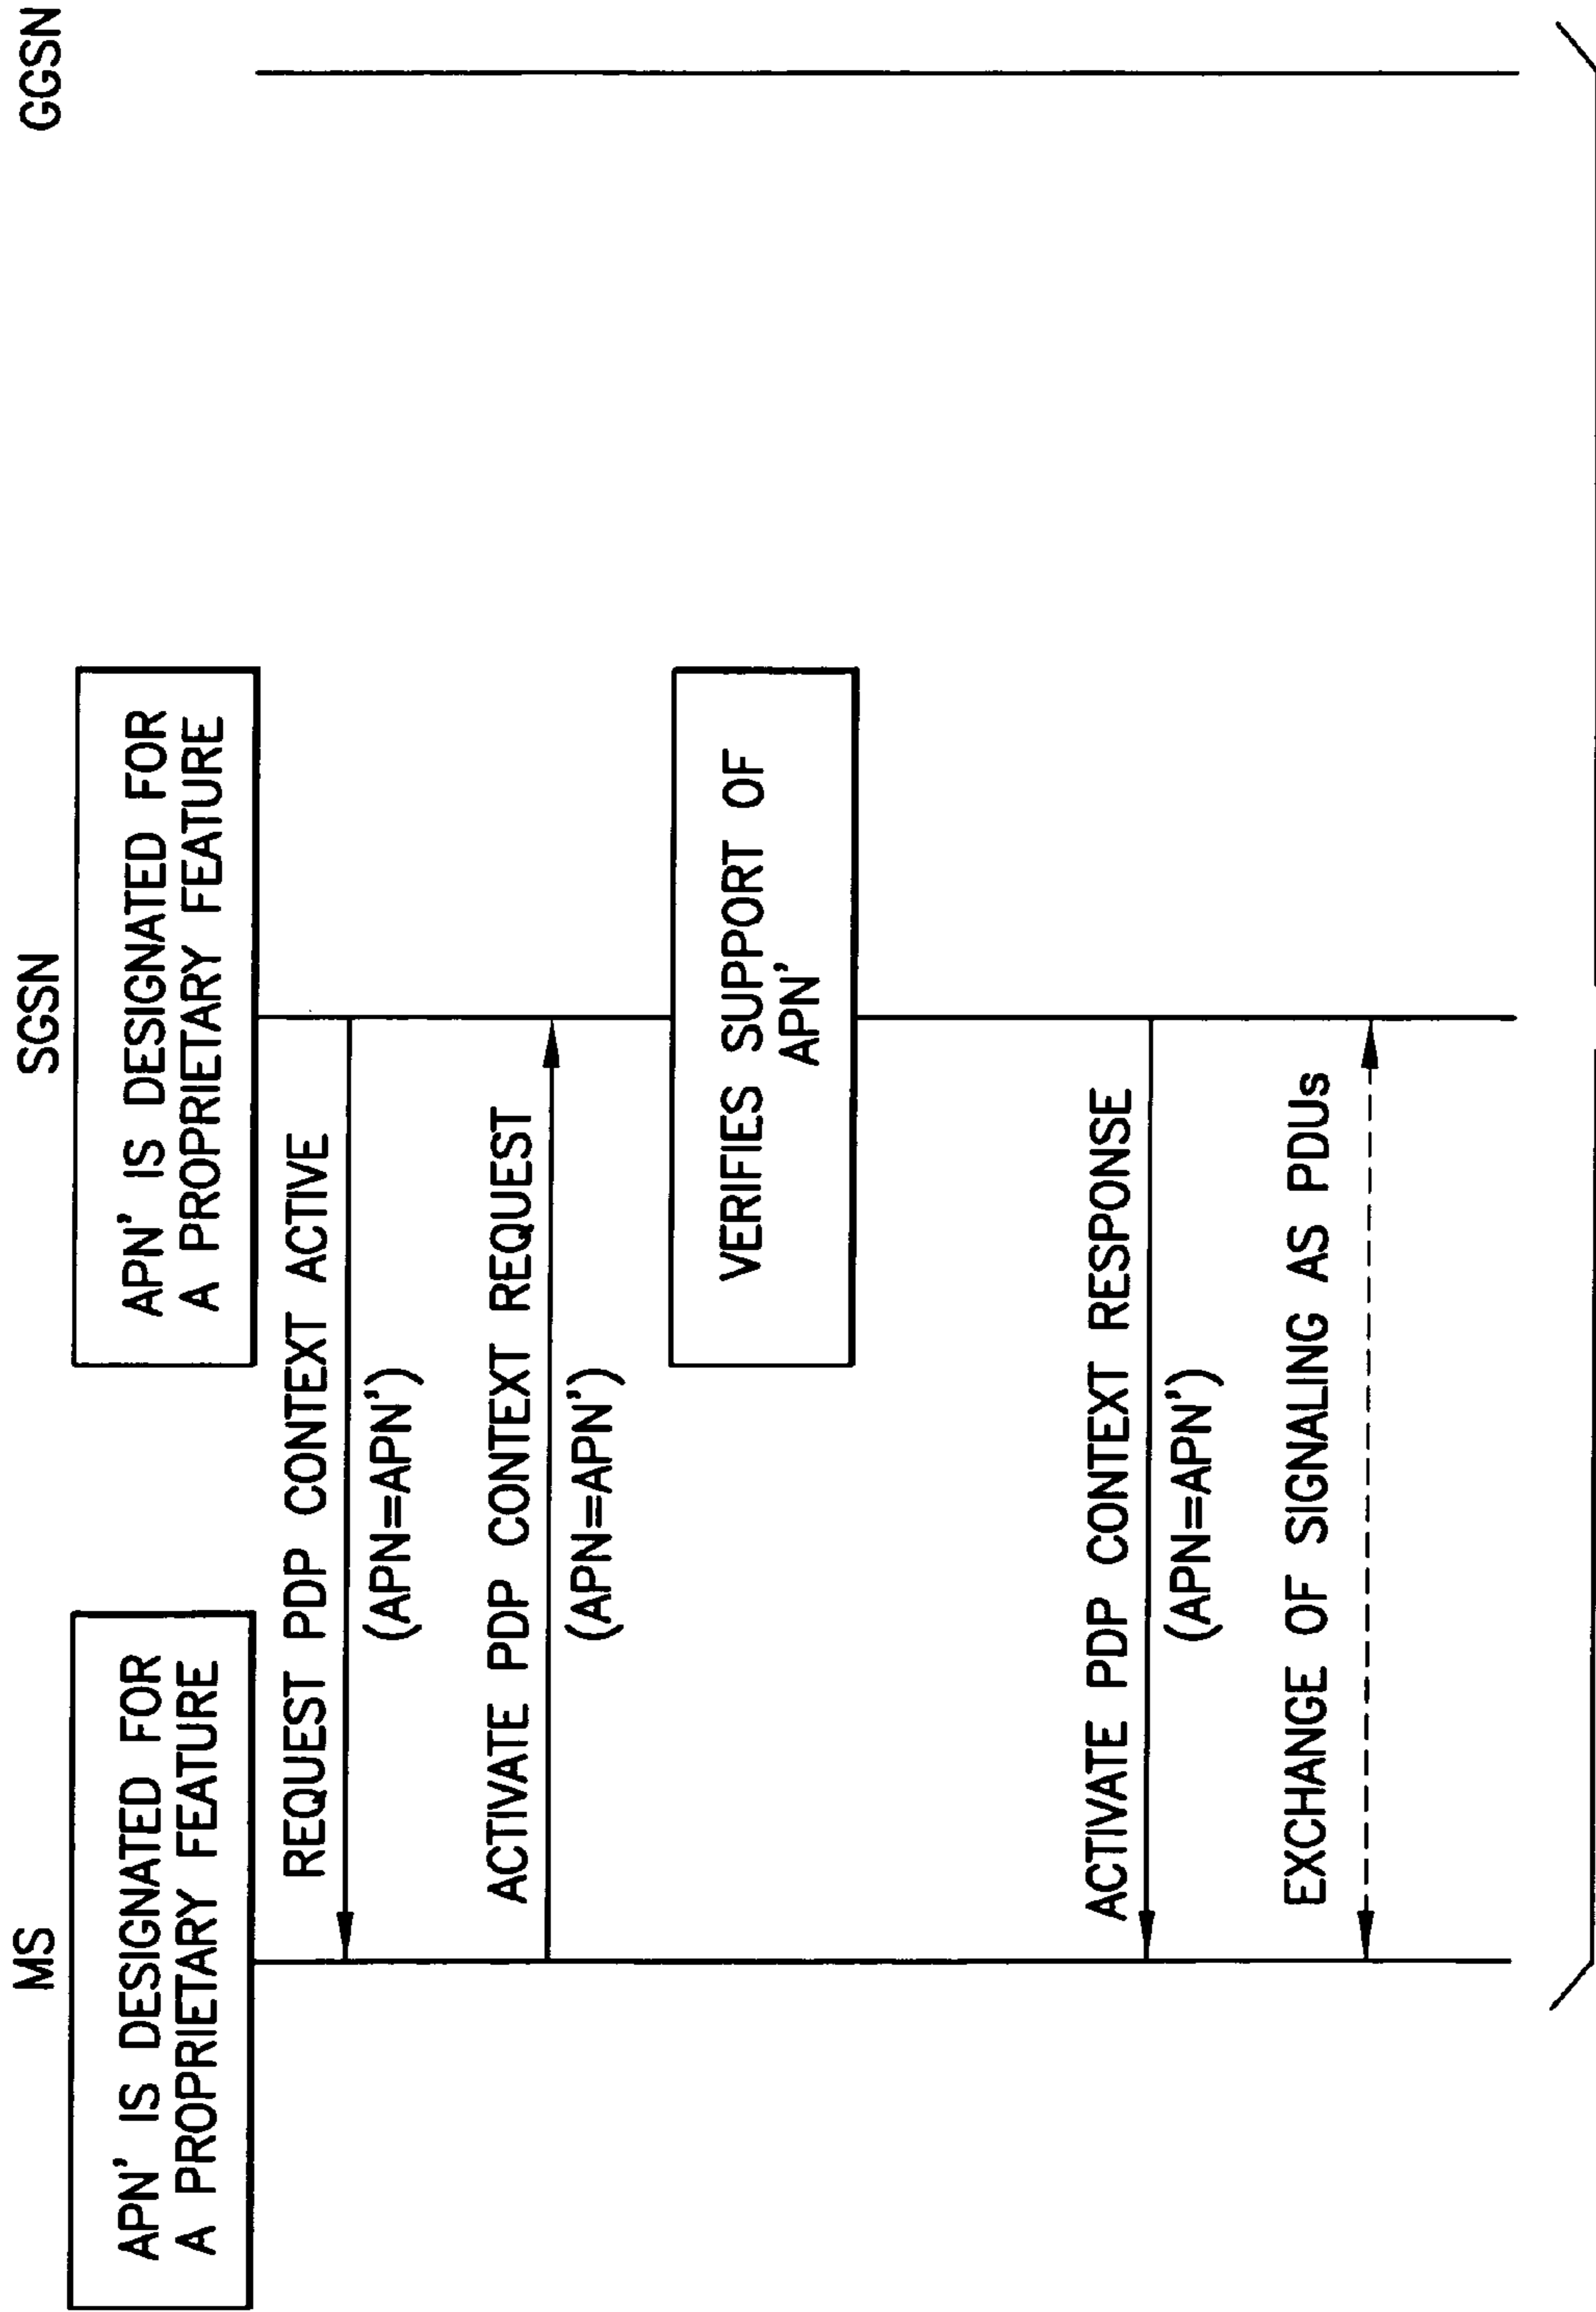 MS
SGSN
GGSN
APN' IS DESIGNATED FOR
A PROPRIETARY FEATURE
APN' IS DESIGNATED FOR
A PROPRIETARY FEATURE
REQUEST PDP CONTEXT ACTIVE
(APN=APN')
ACTIVATE PDP CONTEXT REQUEST
(APN=APN')
VERIFIES SUPPORT OF
APN'
ACTIVATE PDP CONTEXT RESPONSE
(APN=APN')
EXCHANGE OF SIGNALING AS PDUs